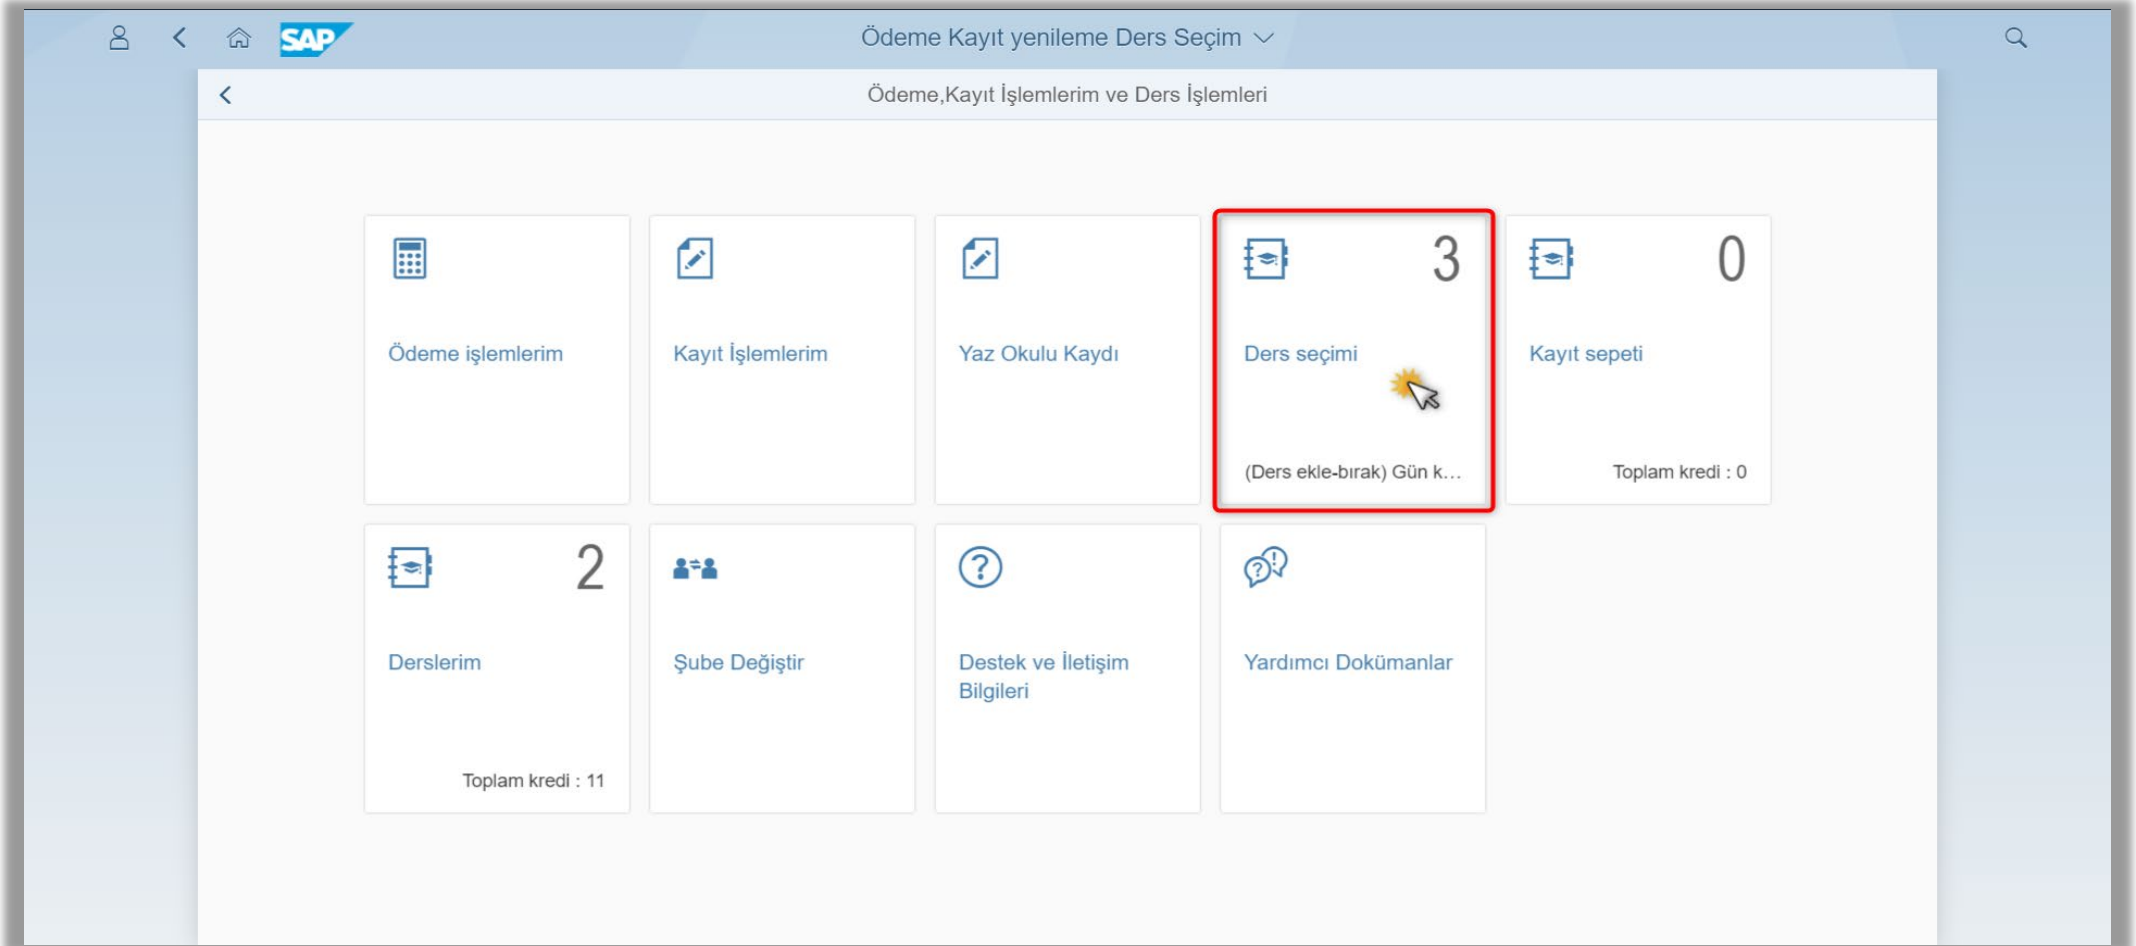 SAP
Ödeme Kayıt yenileme Ders Seçim
Ödeme,Kayıt İşlemlerim ve Ders İşlemleri
Ödeme işlemlerim
Kayıt İşlemlerim
Yaz Okulu Kaydı
3
Ders seçimi
(Ders ekle-bırak) Gün k...
0
Kayıt sepeti
Toplam kredi : 0
2
Derslerim
Toplam kredi : 11
Şube Değiştir
Destek ve İletişim
Bilgileri
Yardımcı Dokümanlar